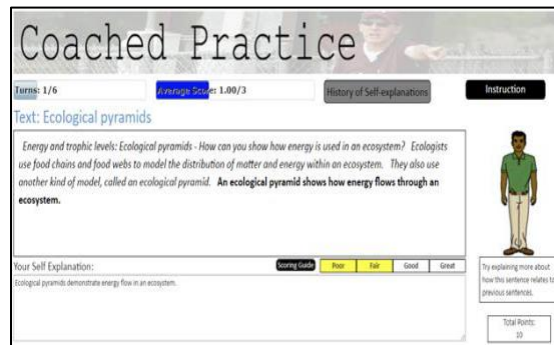 Coached Practice
Turns: 1/6
Average Score: 1.00/3
History of Self-explanations
Instruction
Text: Ecological pyramids
Energy and trophic levels: Ecological pyramids - How can you show how energy is used in an ecosystem? Ecologists
use food chains and food webs to model the distribution of matter and energy within an ecosystem. They also use
another kind of model, called an ecological pyramid. An ecological pyramid shows how energy flows through an
ecosystem.
Your Self Explanation:
Scoring Guide
Poor
Fair
Good
Great
Ecological pyramids demonstrate energy flow in an ecosystem.
Try explaining more about
how this sentence relates to
previous sentences.
Total Points:
10